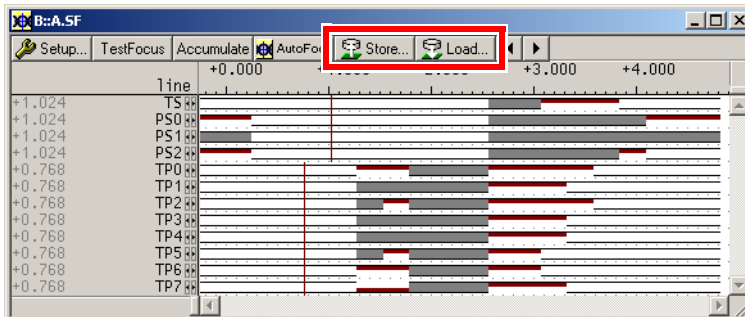 B::A.SF
Setup... TestFocus Accumulate AutoFoc Store... Load...
+0.000 +3.000 +4.000
line
+1.024 TS
+1.024 PS0
+1.024 PS1
+1.024 PS2
+0.768 TP0
+0.768 TP1
+0.768 TP2
+0.768 TP3
+0.768 TP4
+0.768 TP5
+0.768 TP6
+0.768 TP7